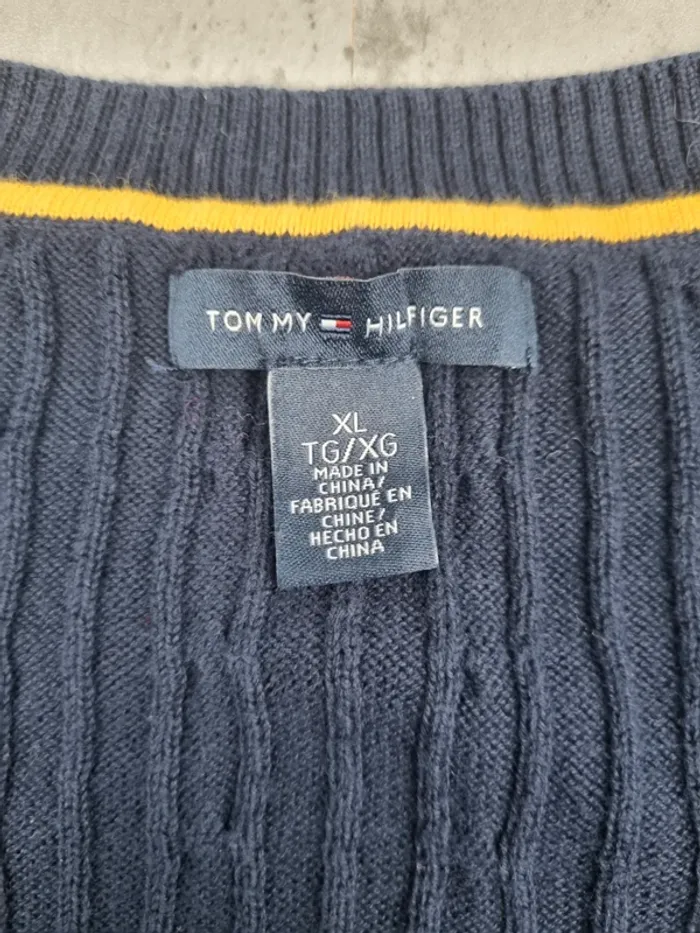 TOMMY HILFIGER
XL
TG/XG
MADE IN
CHINA/
FABRIQUÉ EN
CHINE/
HECHO EN
CHINA